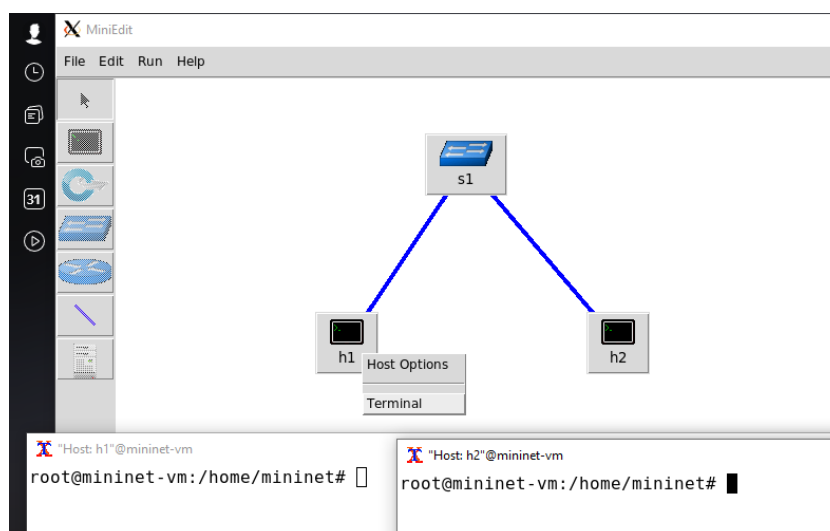 MiniEdit
File Edit Run Help
31
s1
h1
h2
Host Options
Terminal
"Host: h1"@mininet-vm
root@mininet-vm:/home/mininet#
"Host: h2"@mininet-vm
root@mininet-vm:/home/mininet#